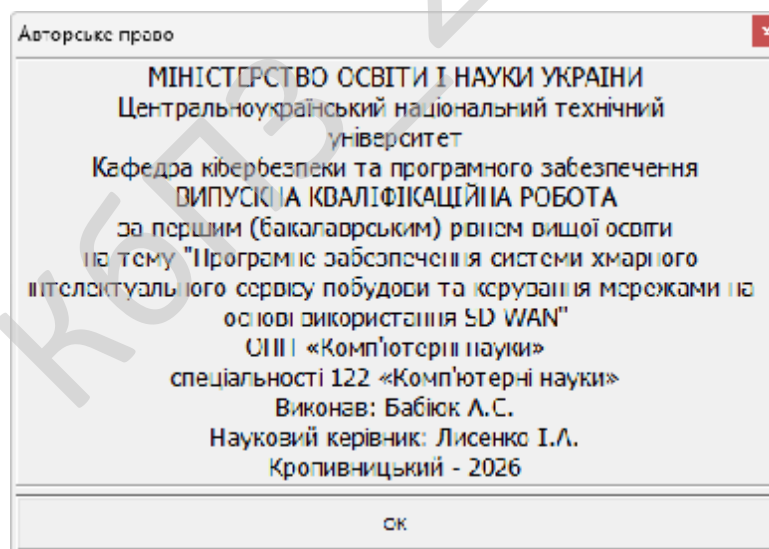 Авторське право
МІНІСТЕРСТВО ОСВІТИ І НАУКИ УКРАЇНИ
Центральноукраїнський національний технічний
університет
Кафедра кібербезпеки та програмного забезпечення
ВИПУСКНА КВАЛІФІКАЦІЙНА РОБОТА
за першим (бакалаврським) рівнем вищої освіти
на тему "Програмне забезпечення системи хмарного
інтелектуального сервісу побудови та керування мережами на
основі використання SD WAN"
ОПП «Комп'ютерні науки»
спеціальності 122 «Комп'ютерні науки»
Виконав: Бабіюк А.С.
Науковий керівник: Лисенко І.А.
Кропивницький - 2026
ОК